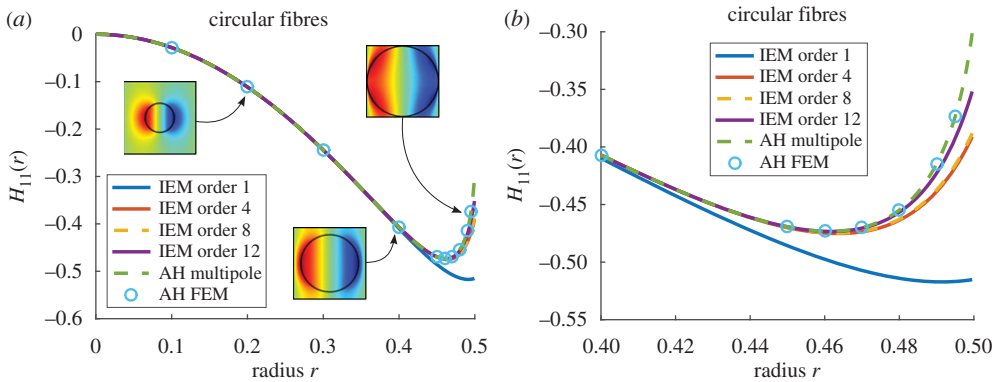 (a) circular fibres
0
–0.1
–0.2
–0.3
–0.4
–0.5
–0.6
H11(r)
IEM order 1
IEM order 4
IEM order 8
IEM order 12
AH multipole
AH FEM
0 0.1 0.2 0.3 0.4 0.5
radius r
(b) circular fibres
–0.30
–0.35
–0.40
–0.45
–0.50
–0.55
H11(r)
IEM order 1
IEM order 4
IEM order 8
IEM order 12
AH multipole
AH FEM
0.40 0.42 0.44 0.46 0.48 0.50
radius r